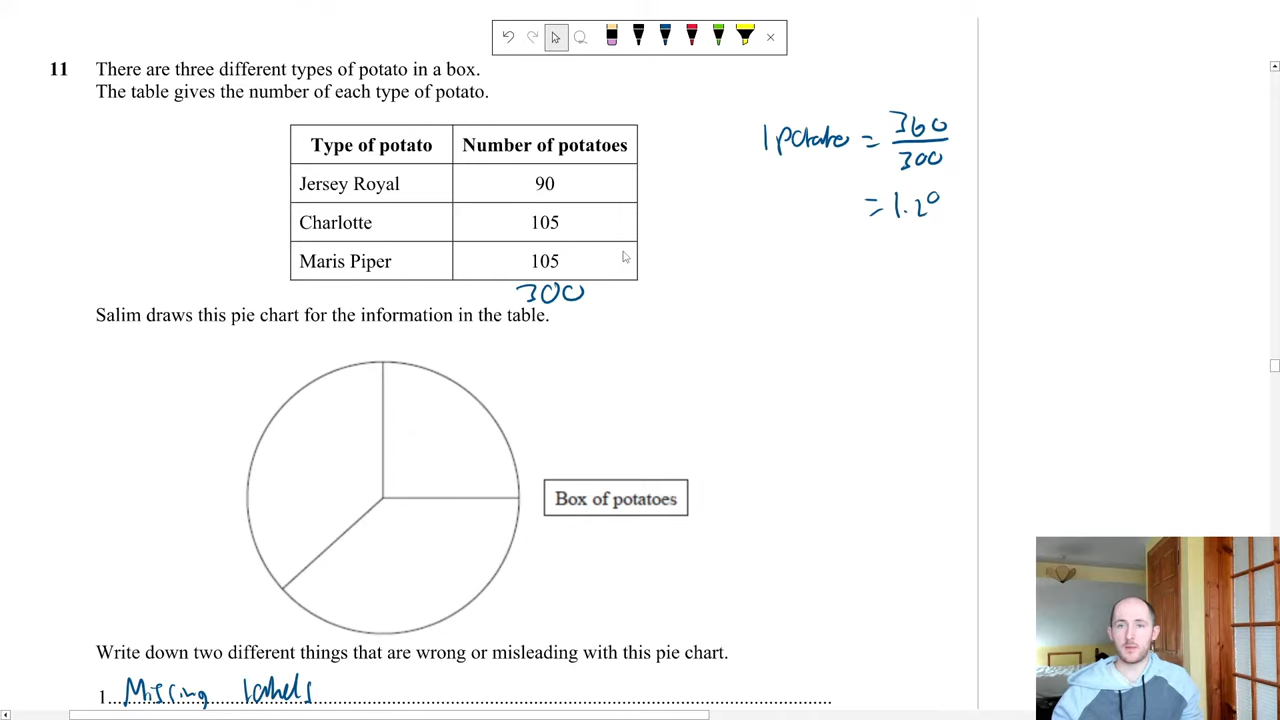 11 There are three different types of potato in a box.
The table gives the number of each type of potato.
Type of potato Number of potatoes
Jersey Royal 90
Charlotte 105
Maris Piper 105
300
1 potato = 360/300
= 1.2°
Salim draws this pie chart for the information in the table.
Box of potatoes
Write down two different things that are wrong or misleading with this pie chart.
1 Missing labels